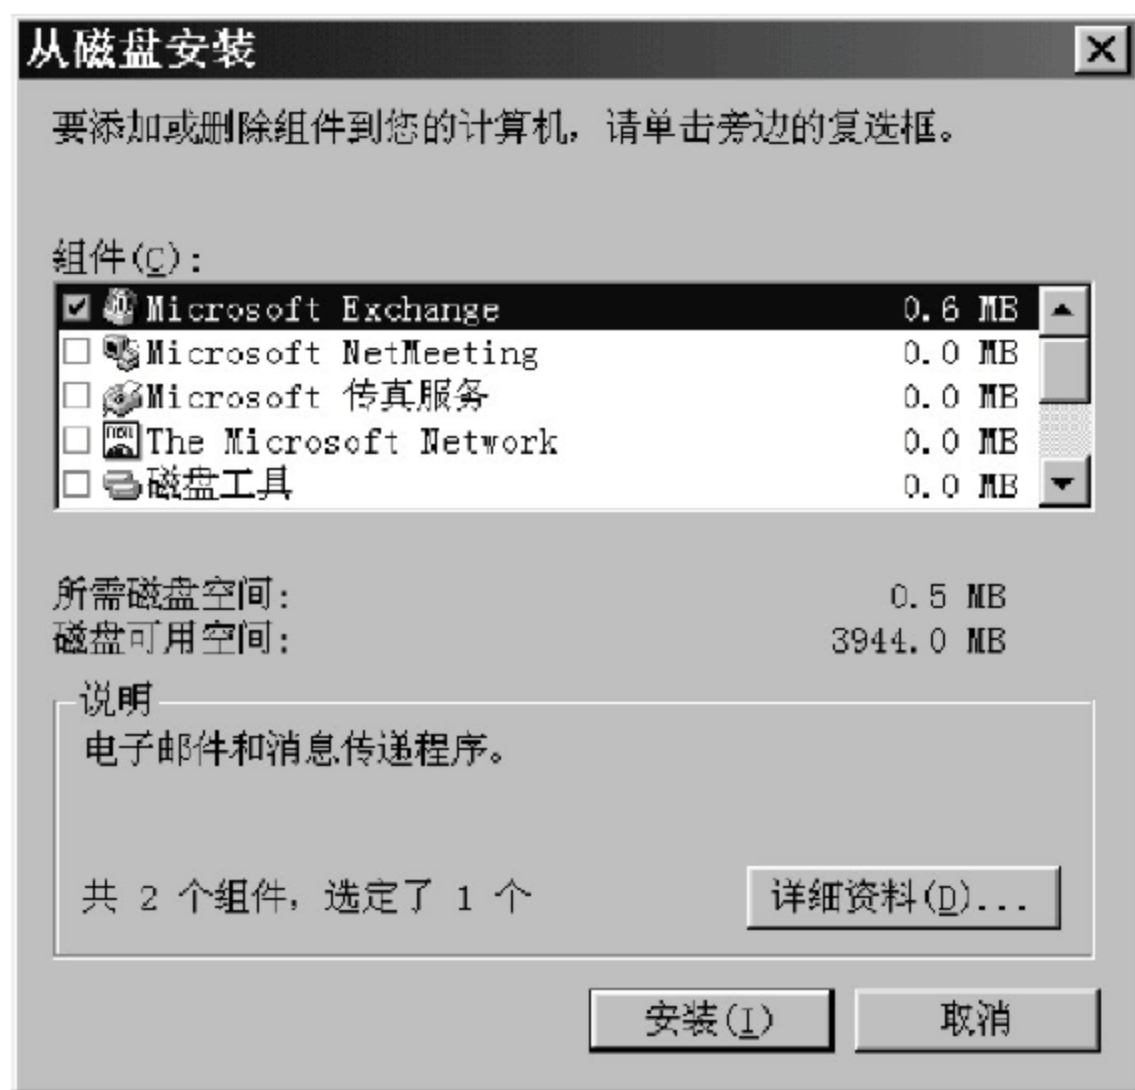 从磁盘安装
要添加或删除组件到您的计算机，请单击旁边的复选框。
组件(C)：
Microsoft Exchange 0.6 MB
Microsoft NetMeeting 0.0 MB
Microsoft 传真服务 0.0 MB
msn The Microsoft Network 0.0 MB
磁盘工具 0.0 MB
所需磁盘空间： 0.5 MB
磁盘可用空间： 3944.0 MB
说明
电子邮件和消息传递程序。
共 2 个组件，选定了 1 个 详细资料(D)...
安装(I) 取消